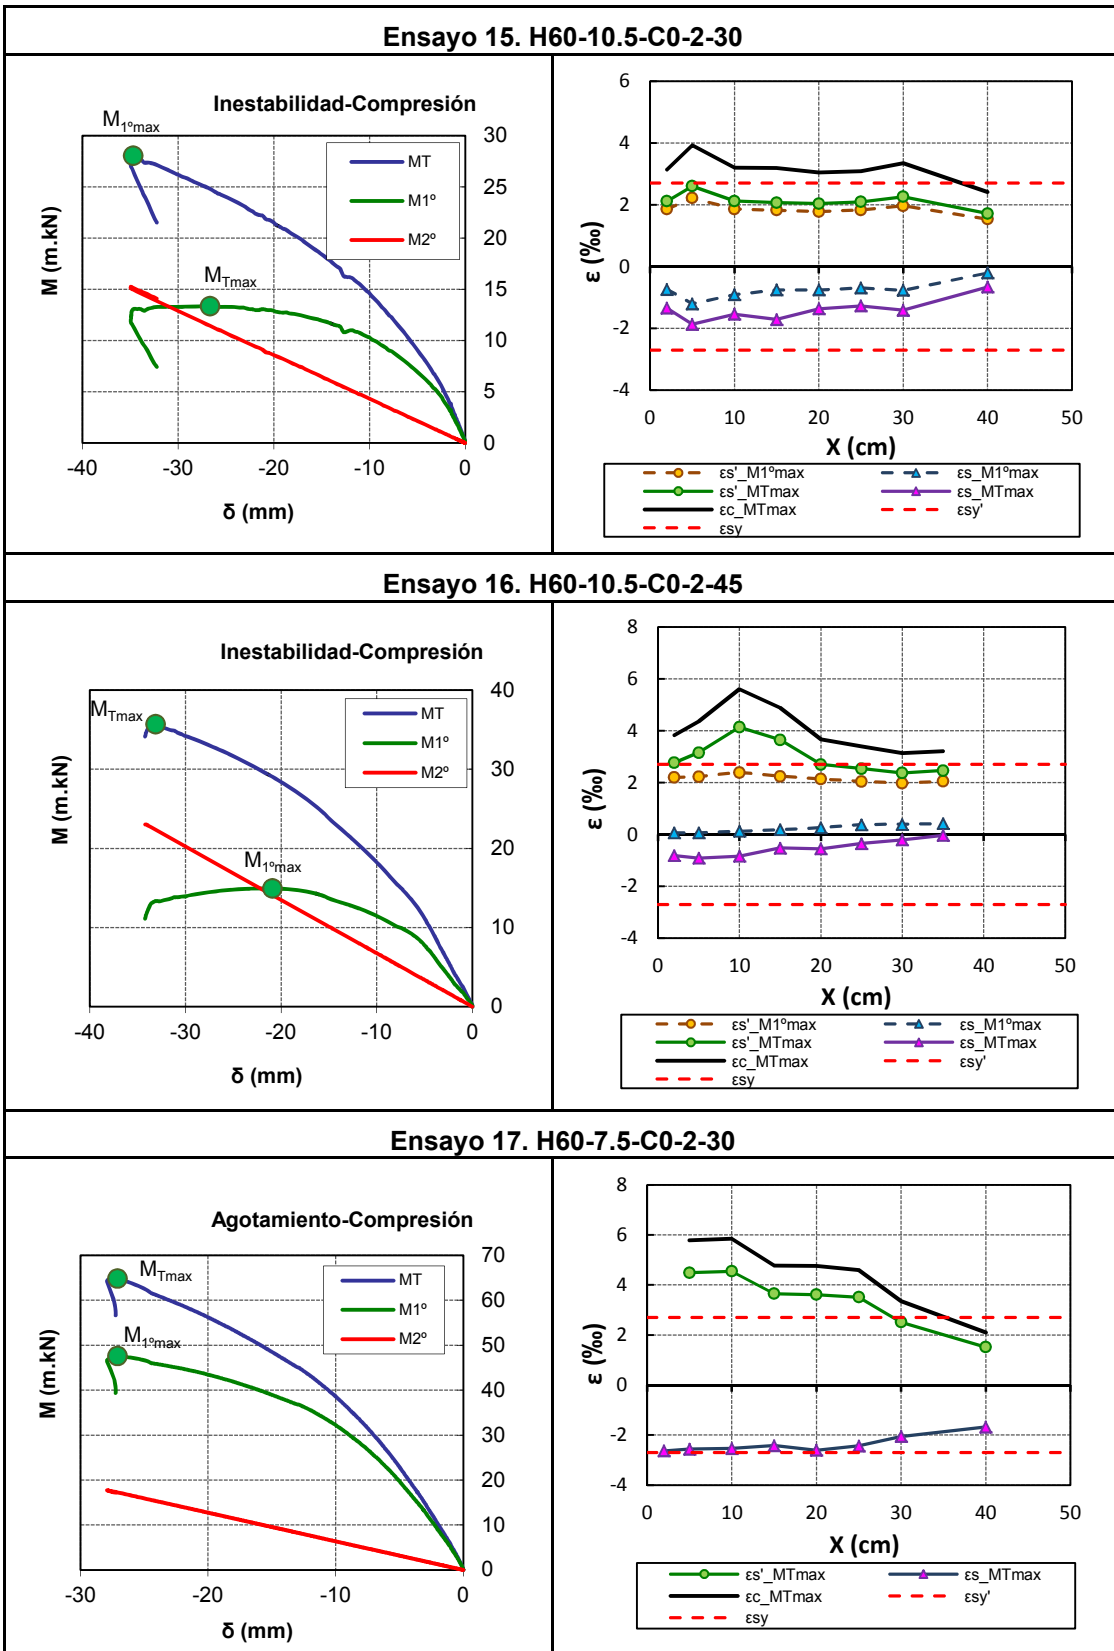 Ensayo 15. H60-10.5-C0-2-30
Inestabilidad-Compresión
M1ºmax
MTmax
MT
M1º
M2º
30
25
20
15
10
5
0
-40 -30 -20 -10 0
M (m.kN)
δ (mm)
6
4
2
0
-2
-4
0 10 20 30 40 50
ε (‰)
X (cm)
εs'_M1ºmax εs_M1ºmax
εs'_MTmax εs_MTmax
εc_MTmax εsy'
εsy
Ensayo 16. H60-10.5-C0-2-45
Inestabilidad-Compresión
MTmax
M1ºmax
MT
M1º
M2º
40
30
20
10
0
-40 -30 -20 -10 0
M (m.kN)
δ (mm)
8
6
4
2
0
-2
-4
0 10 20 30 40 50
ε (‰)
X (cm)
εs'_M1ºmax εs_M1ºmax
εs'_MTmax εs_MTmax
εc_MTmax εsy'
εsy
Ensayo 17. H60-7.5-C0-2-30
Agotamiento-Compresión
MTmax
M1ºmax
MT
M1º
M2º
70
60
50
40
30
20
10
0
-30 -20 -10 0
M (m.kN)
δ (mm)
8
6
4
2
0
-2
-4
0 10 20 30 40 50
ε (‰)
X (cm)
εs'_MTmax εs_MTmax
εc_MTmax εsy'
εsy